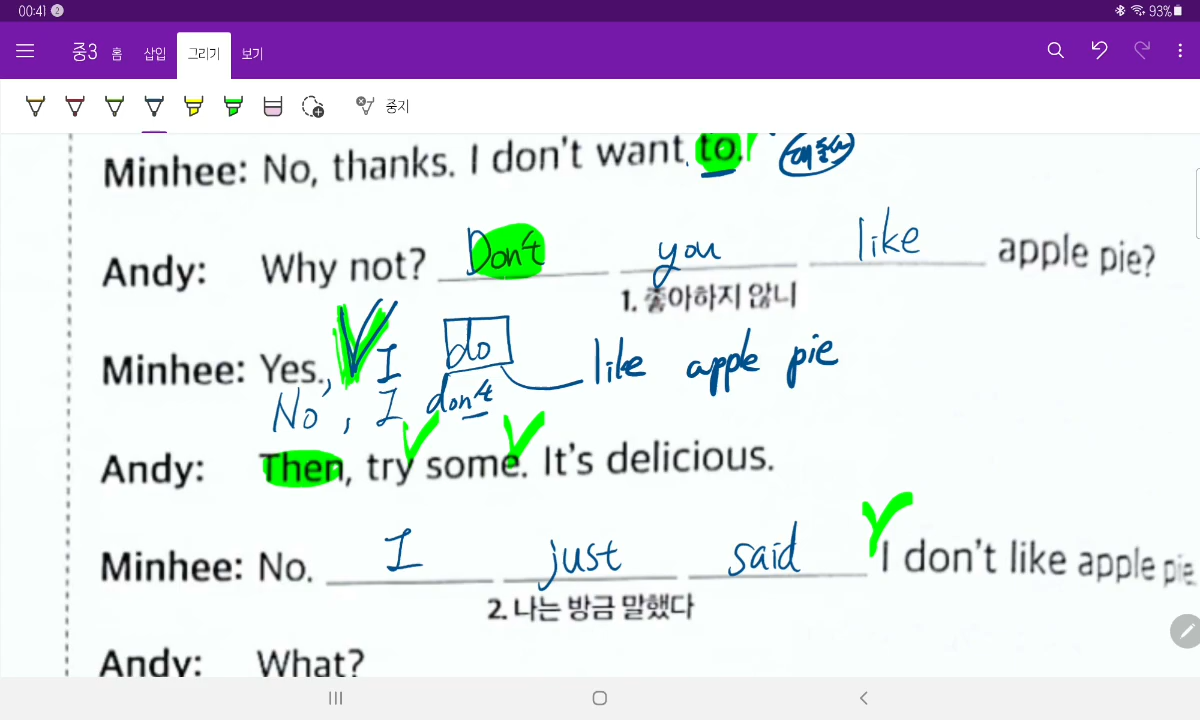 00:41 2 93%
중3 홈 삽입 그리기 보기
중지
Minhee: No, thanks. I don't want to.
Andy: Why not? Don't you like apple pie?
1. 좋아하지 않니
Minhee: Yes., I do like apple pie
No, I don't
Andy: Then, try some. It's delicious.
Minhee: No. I just said I don't like apple pie
2. 나는 방금 말했다
Andy: What?